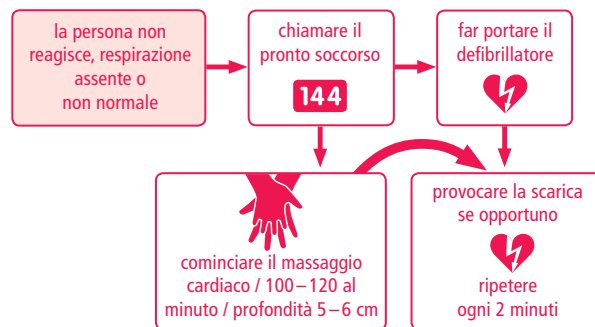 la persona non
reagisce, respirazione
assente o
non normale
chiamare il
pronto soccorso
144
far portare il
defibrillatore
cominciare il massaggio
cardiaco / 100–120 al
minuto / profondità 5–6 cm
provocare la scarica
se opportuno
ripetere
ogni 2 minuti